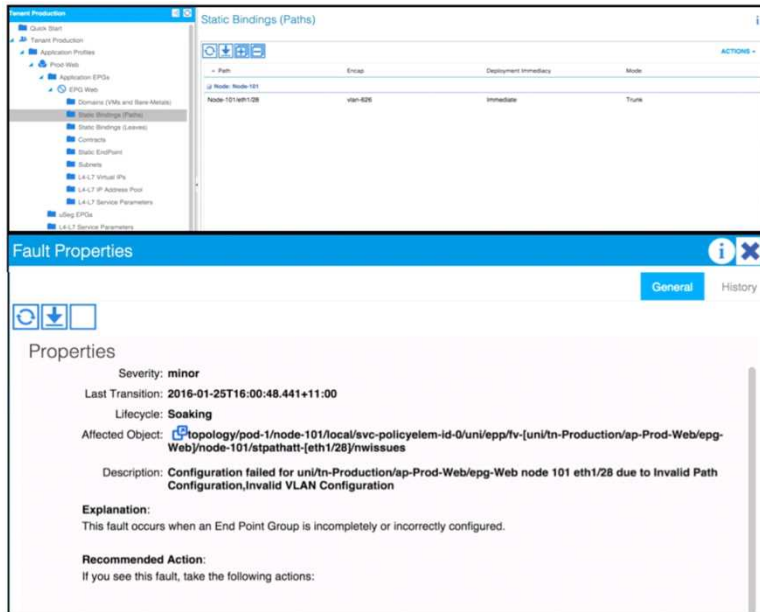 Tenant Production
Static Bindings (Paths)
i
Quick Start
Tenant Production
Application Profiles
Prod-Web
Application EPGs
EPG Web
Domains (VMs and Bare-Metals)
Static Bindings (Paths)
Static Bindings (Leaves)
Contracts
Static EndPoint
Subnets
L4-L7 Virtual IPs
L4-L7 IP Address Pool
L4-L7 Service Parameters
uSeg EPGs
L4-L7 Service Parameters
ACTIONS
Path Encap Deployment Immediacy Mode
Node: Node-101
Node-101/eth1/28 vlan-626 Immediate Trunk
Fault Properties
i
General History
Properties
Severity: minor
Last Transition: 2016-01-25T16:00:48.441+11:00
Lifecycle: Soaking
Affected Object: topology/pod-1/node-101/local/svc-policyelem-id-0/uni/epp/fv-[uni/tn-Production/ap-Prod-Web/epg-
Web]/node-101/stpathatt-[eth1/28]/nwissues
Description: Configuration failed for uni/tn-Production/ap-Prod-Web/epg-Web node 101 eth1/28 due to Invalid Path
Configuration,Invalid VLAN Configuration
Explanation:
This fault occurs when an End Point Group is incompletely or incorrectly configured.
Recommended Action:
If you see this fault, take the following actions: